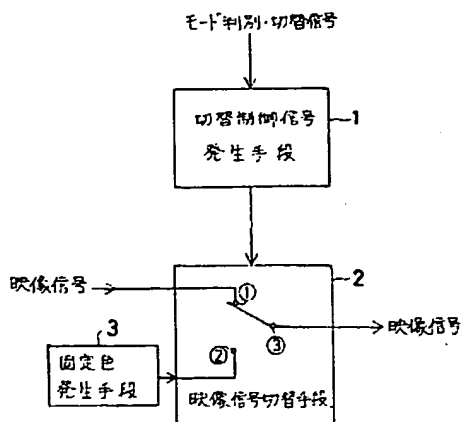 モード判別・切替信号
切替制御信号
発生手段
1
2
映像信号
①
③
映像信号
3
固定色
発生手段
②
映像信号切替手段